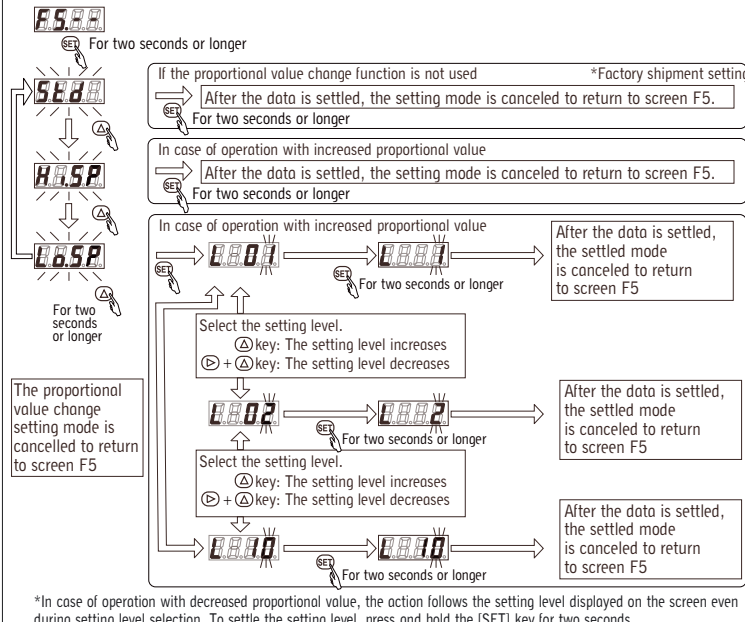 F5.--
SET For two seconds or longer
Std
If the proportional value change function is not used *Factory shipment setting
After the data is settled, the setting mode is canceled to return to screen F5.
SET
For two seconds or longer
Hi.SP
In case of operation with increased proportional value
After the data is settled, the setting mode is canceled to return to screen F5.
SET
For two seconds or longer
Lo.SP
For two
seconds
or longer
In case of operation with increased proportional value
SET
L 01
SET
For two seconds or longer
L 1
After the data is settled,
the settled mode
is canceled to return
to screen F5
Select the setting level.
key: The setting level increases
+ key: The setting level decreases
The proportional
value change
setting mode is
cancelled to return
to screen F5
L 02
SET
For two seconds or longer
L 2
After the data is settled,
the settled mode
is canceled to return
to screen F5
Select the setting level.
key: The setting level increases
+ key: The setting level decreases
L 10
SET
For two seconds or longer
L 10
After the data is settled,
the settled mode
is canceled to return
to screen F5
*In case of operation with decreased proportional value, the action follows the setting level displayed on the screen even
during setting level selection. To settle the setting level, press and hold the [SET] key for two seconds